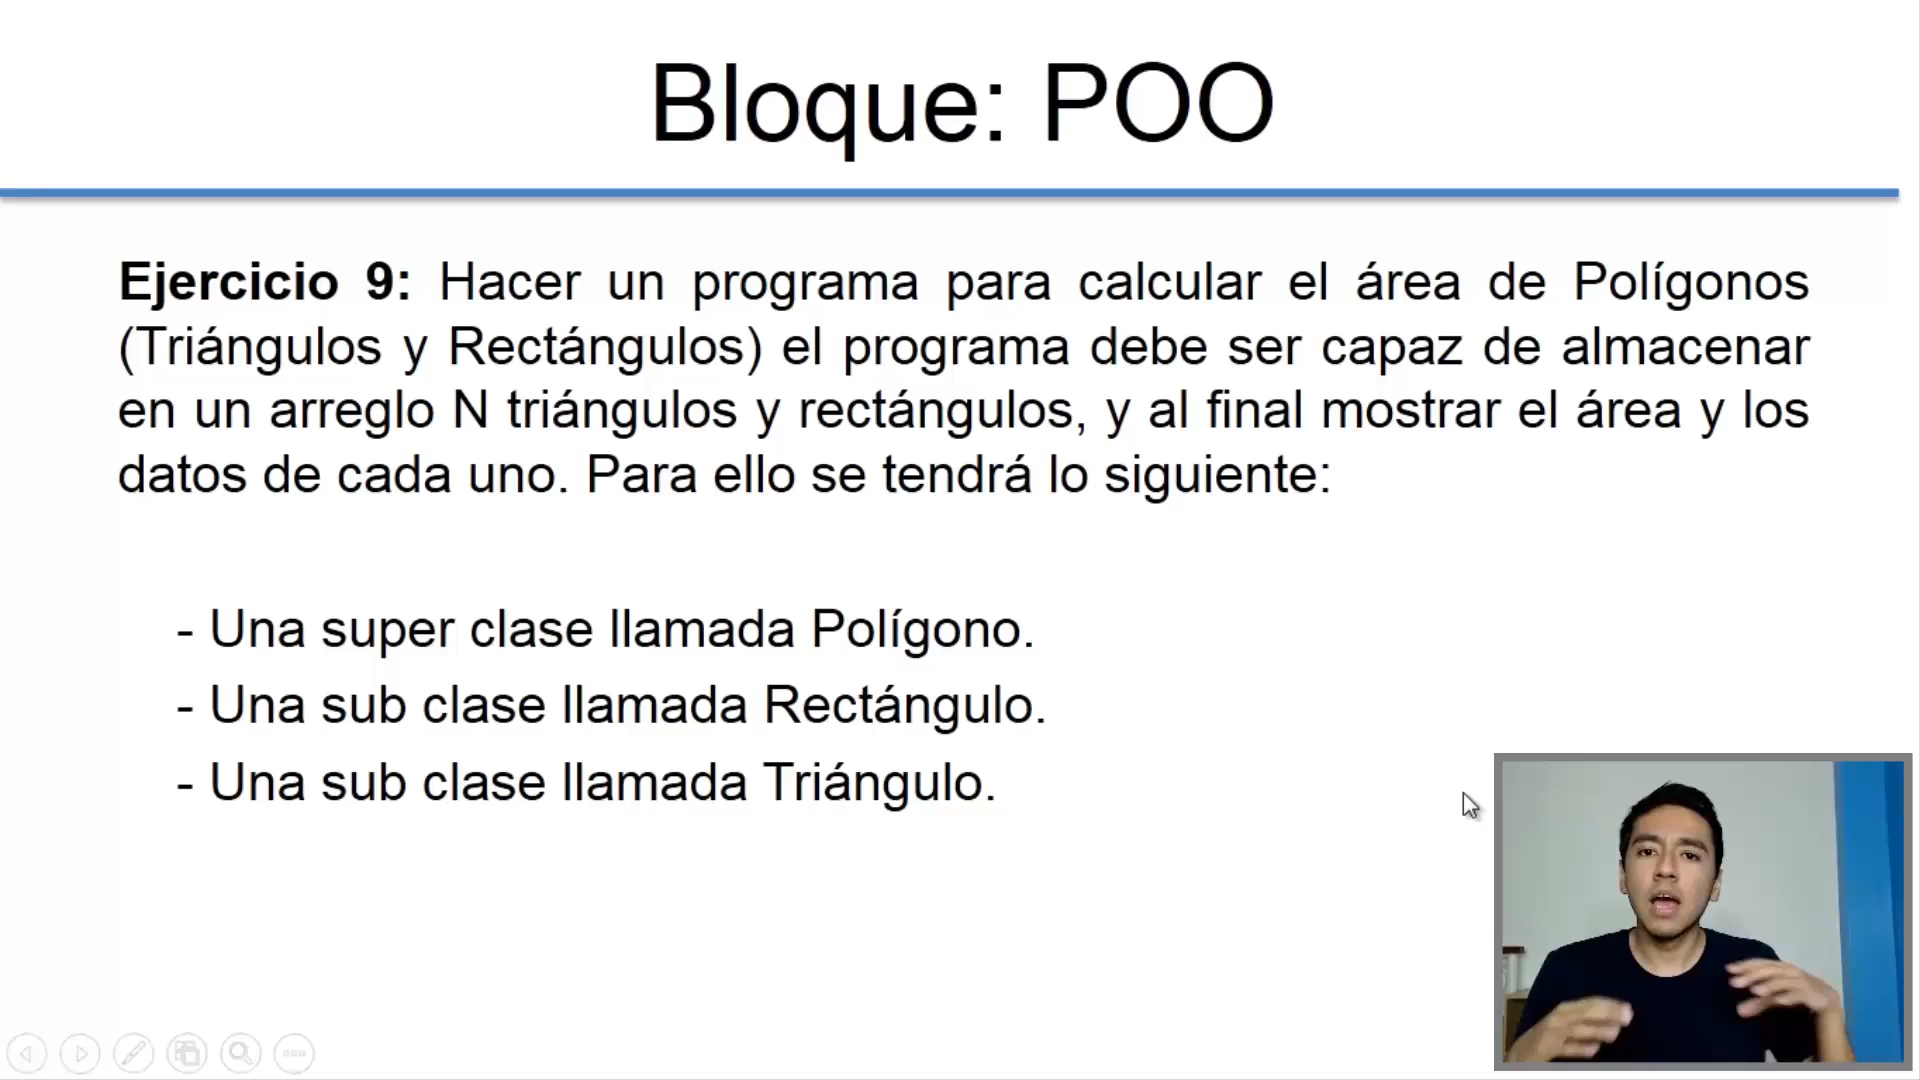 Bloque: POO
Ejercicio 9: Hacer un programa para calcular el área de Polígonos
(Triángulos y Rectángulos) el programa debe ser capaz de almacenar
en un arreglo N triángulos y rectángulos, y al final mostrar el área y los
datos de cada uno. Para ello se tendrá lo siguiente:
- Una super clase llamada Polígono.
- Una sub clase llamada Rectángulo.
- Una sub clase llamada Triángulo.